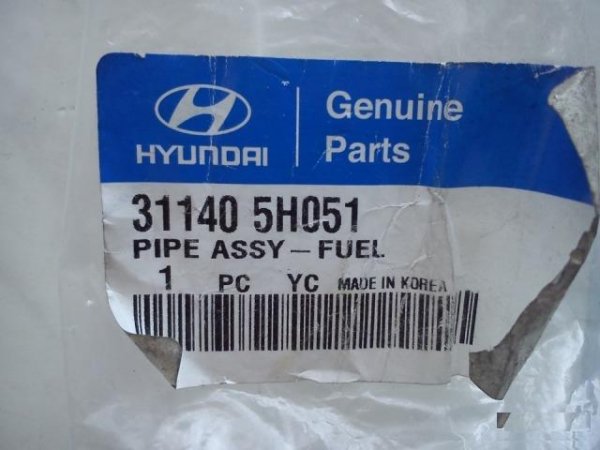 HYUNDAI
Genuine
Parts
31140 5H051
PIPE ASSY – FUEL
1 PC YC MADE IN KOREA